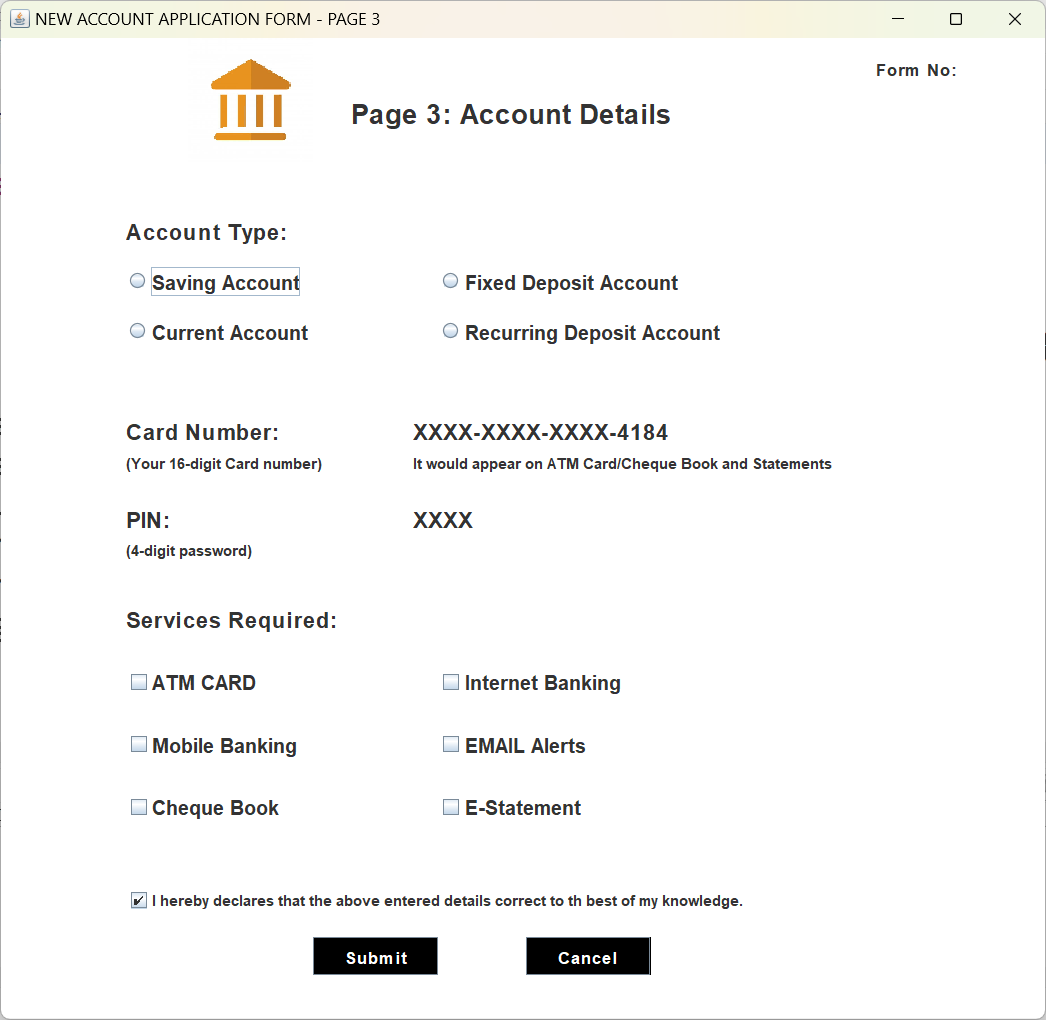 NEW ACCOUNT APPLICATION FORM - PAGE 3
Form No:
Page 3: Account Details
Account Type:
Saving Account Fixed Deposit Account
Current Account Recurring Deposit Account
Card Number: XXXX-XXXX-XXXX-4184
(Your 16-digit Card number) It would appear on ATM Card/Cheque Book and Statements
PIN: XXXX
(4-digit password)
Services Required:
ATM CARD Internet Banking
Mobile Banking EMAIL Alerts
Cheque Book E-Statement
I hereby declares that the above entered details correct to th best of my knowledge.
Submit Cancel